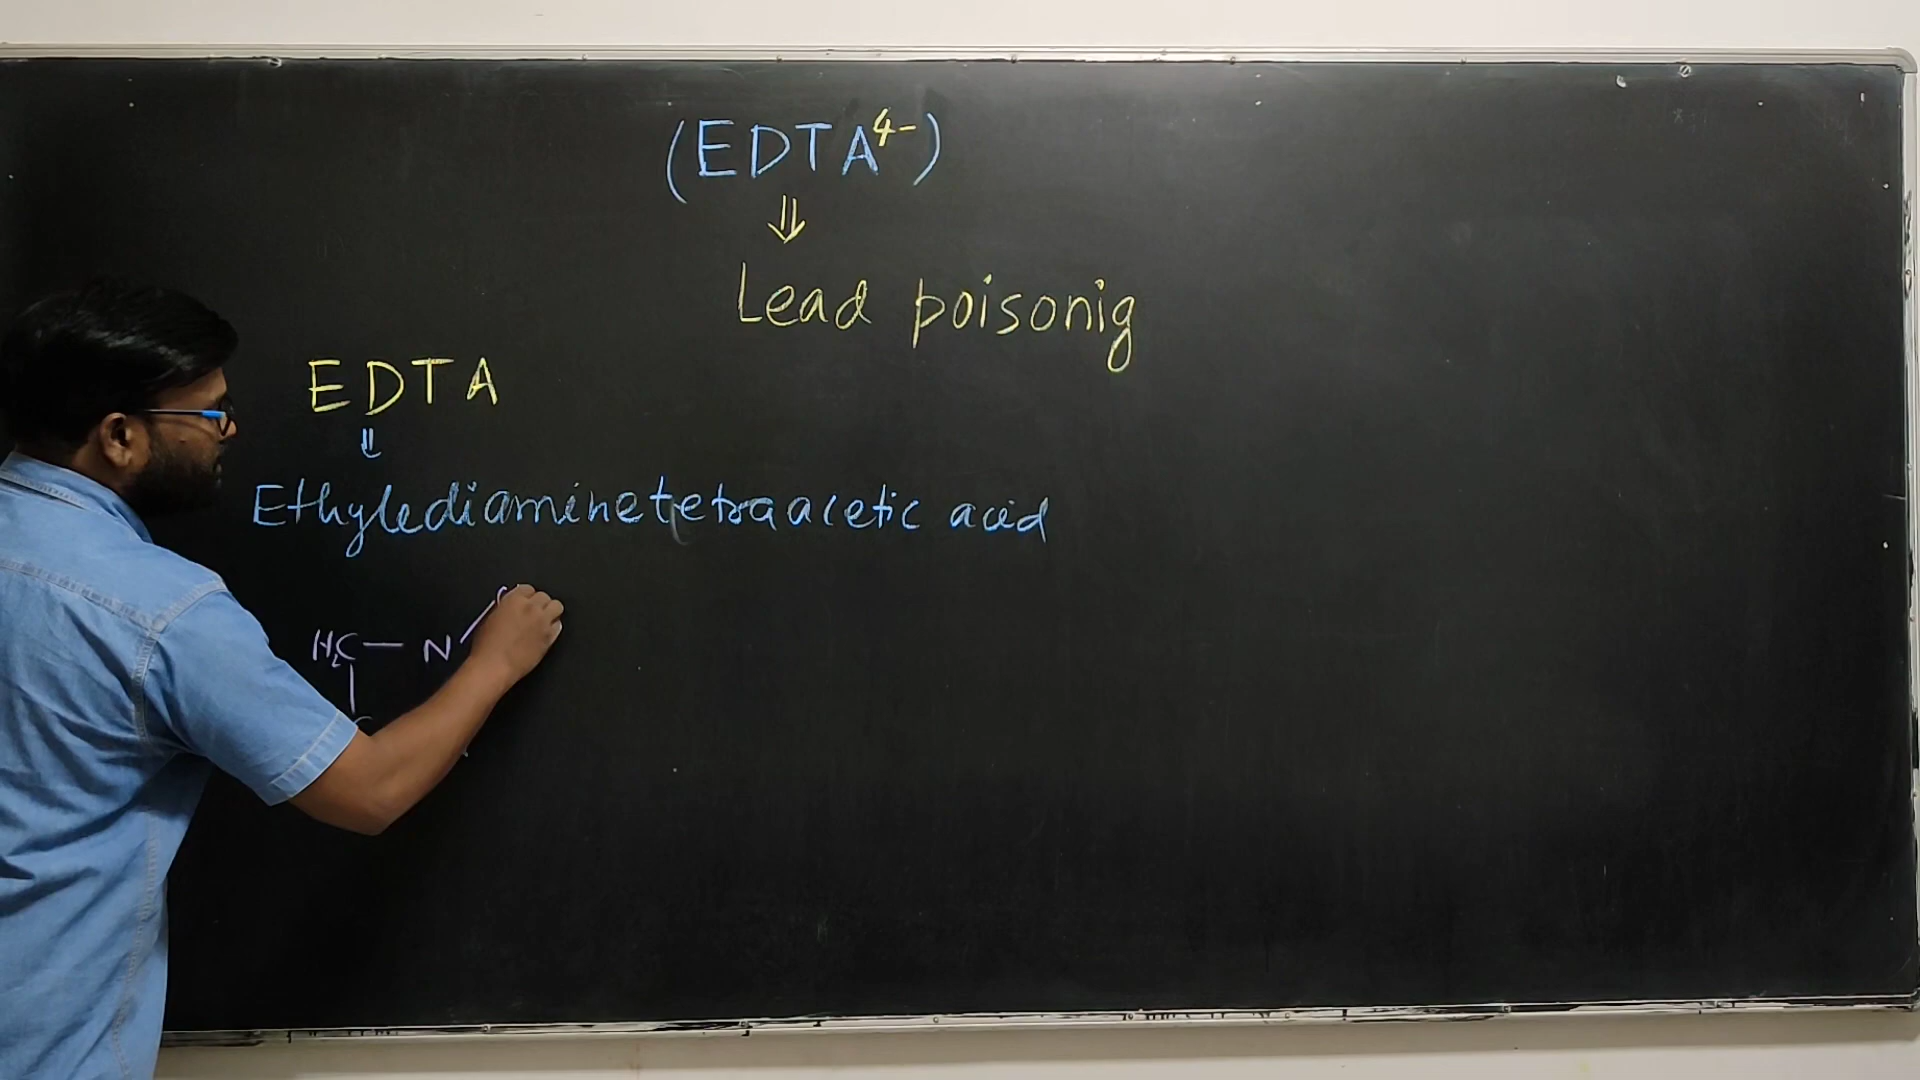 (EDTA⁴⁻)
⇓
Lead poisonig
EDTA
⇓
Ethylediaminetetraacetic acid
H₂C — N